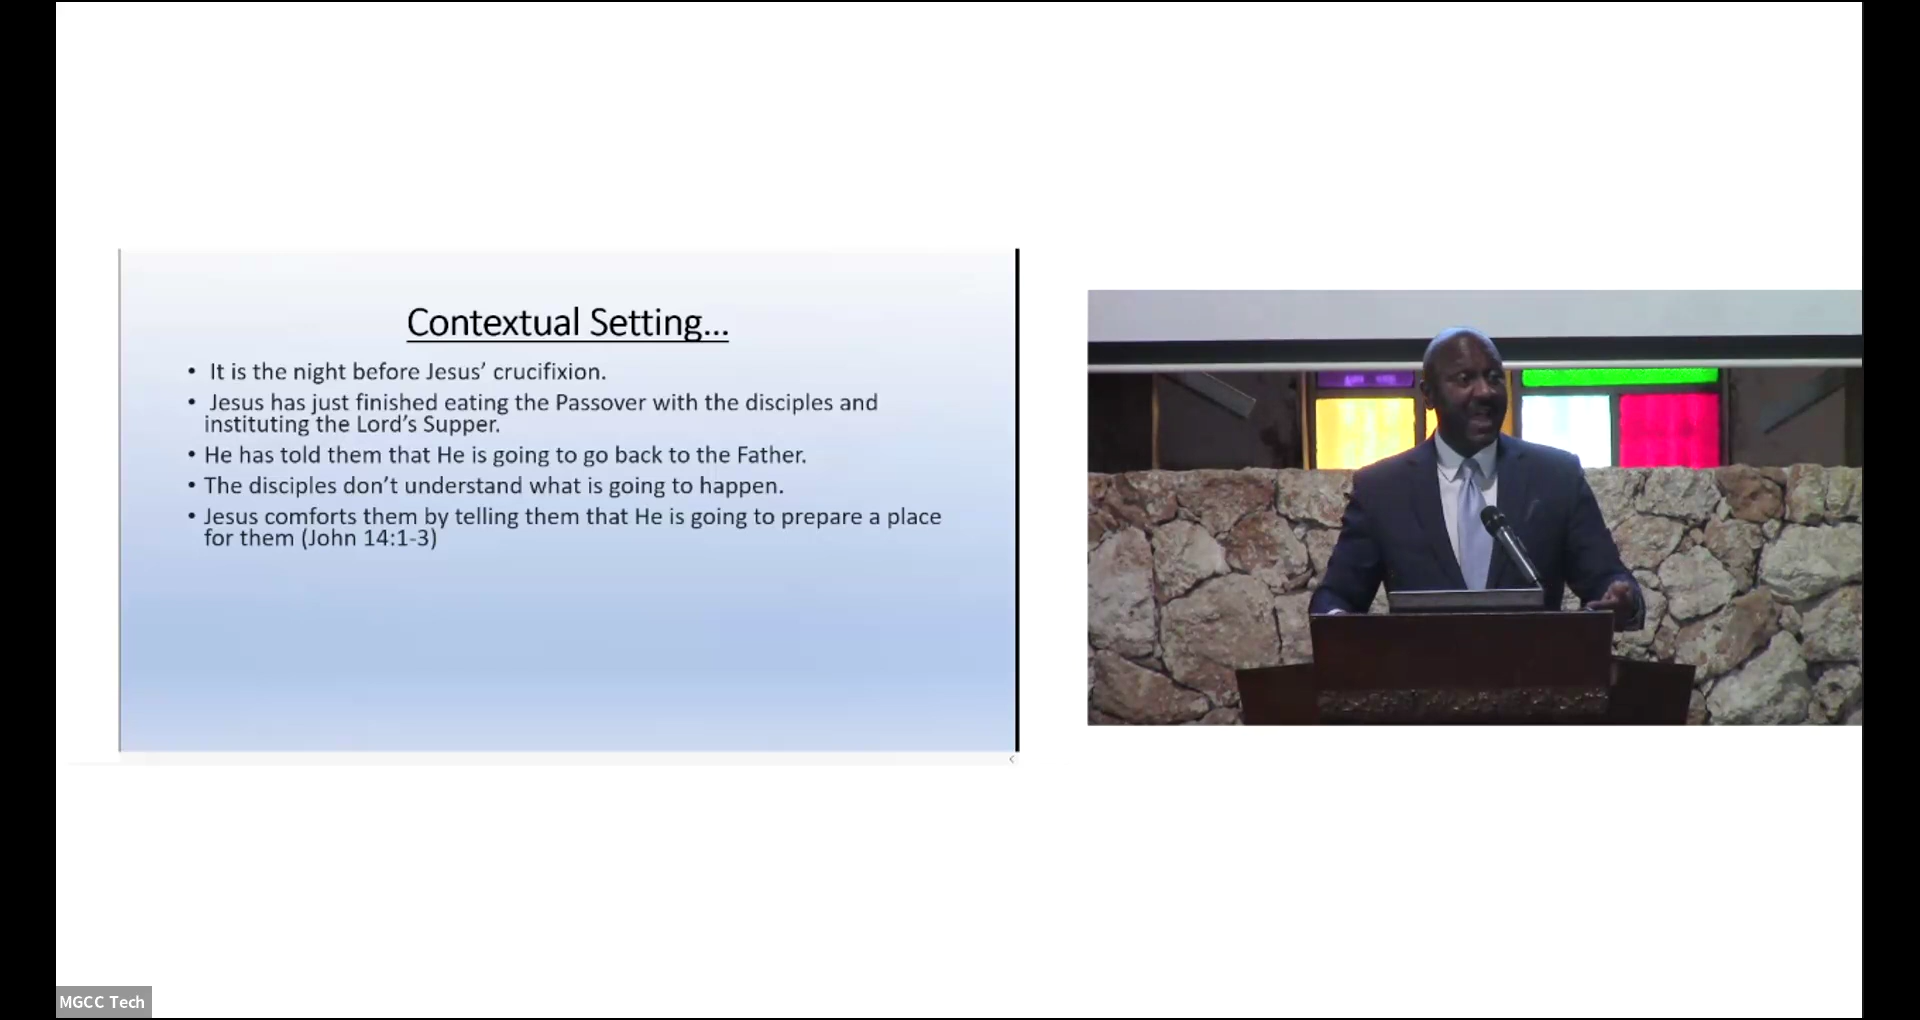 Contextual Setting...
• It is the night before Jesus’ crucifixion.
• Jesus has just finished eating the Passover with the disciples and
instituting the Lord’s Supper.
• He has told them that He is going to go back to the Father.
• The disciples don’t understand what is going to happen.
• Jesus comforts them by telling them that He is going to prepare a place
for them (John 14:1-3)
MGCC Tech